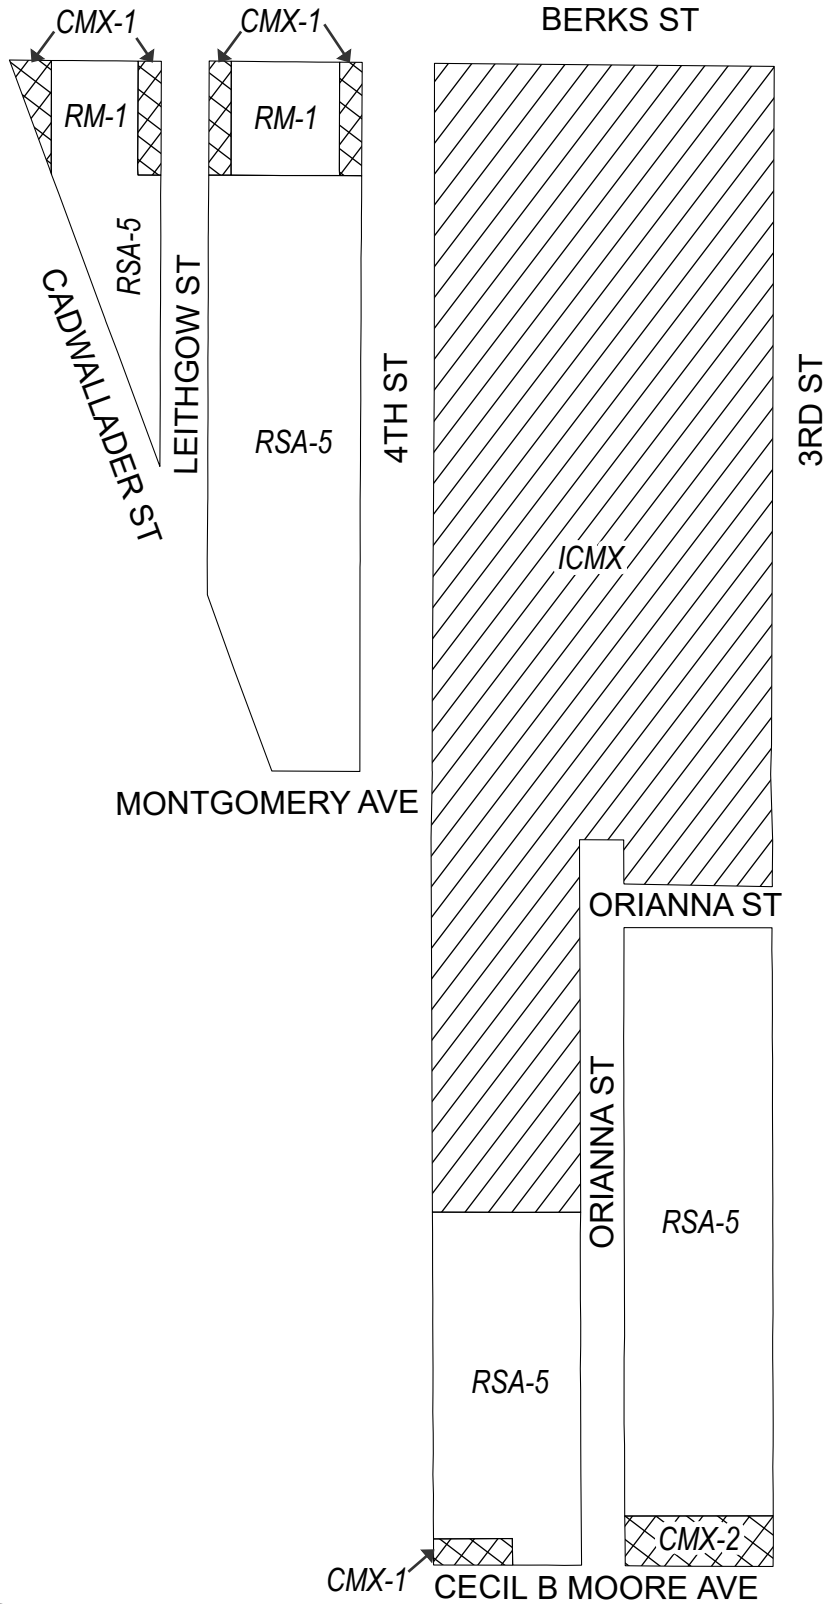 CMX-1
CMX-1
BERKS ST
RM-1
RM-1
RSA-5
CADWALLADER ST
LEITHGOW ST
RSA-5
4TH ST
3RD ST
ICMX
MONTGOMERY AVE
ORIANNA ST
ORIANNA ST
RSA-5
RSA-5
CMX-2
CMX-1
CECIL B MOORE AVE